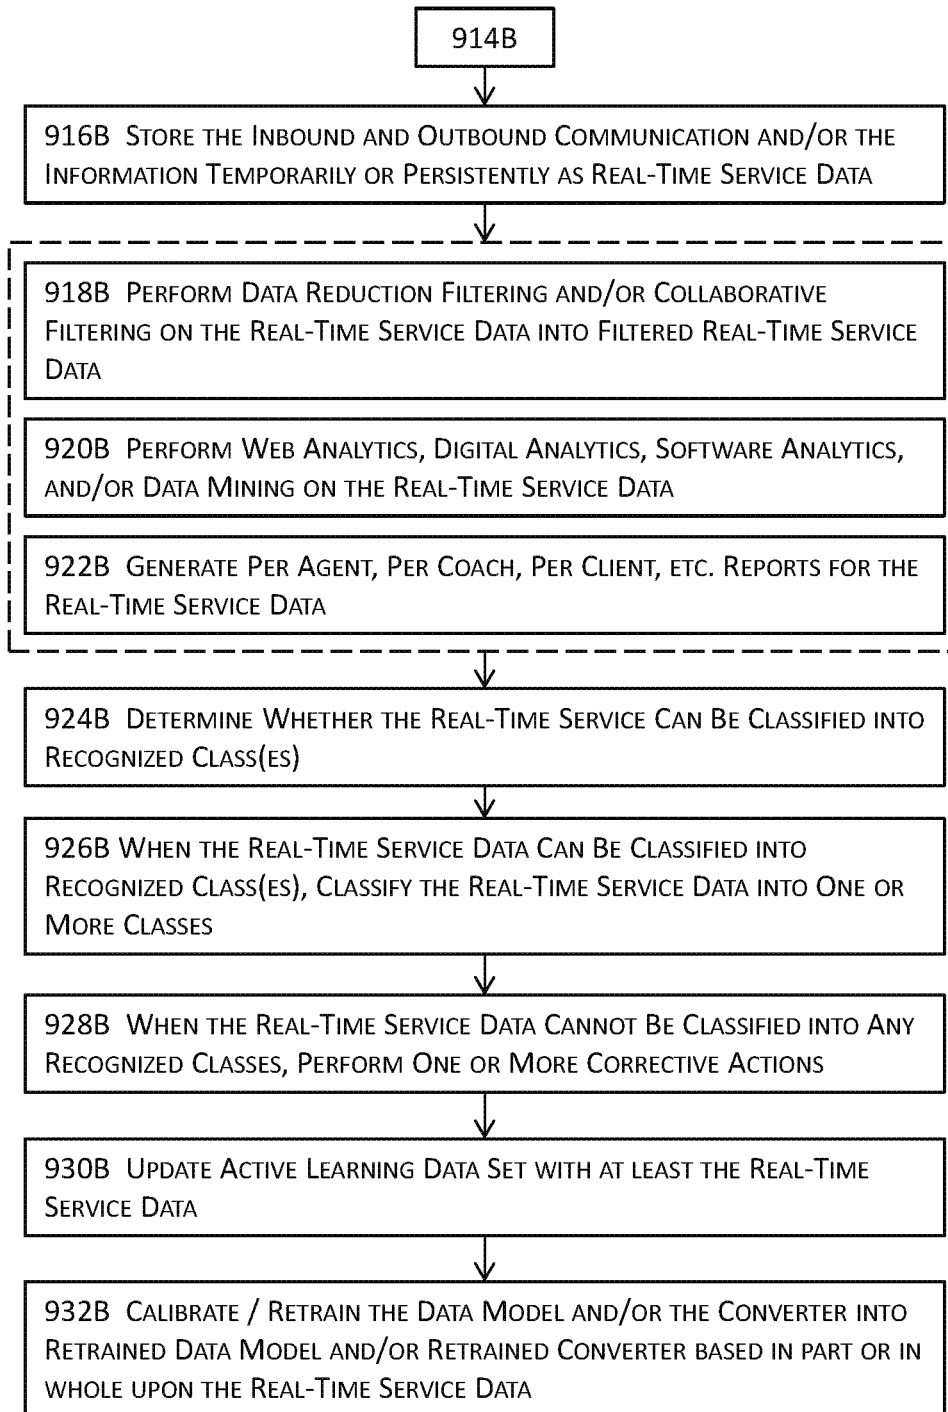 914B
916B STORE THE INBOUND AND OUTBOUND COMMUNICATION AND/OR THE
INFORMATION TEMPORARILY OR PERSISTENTLY AS REAL-TIME SERVICE DATA
918B PERFORM DATA REDUCTION FILTERING AND/OR COLLABORATIVE
FILTERING ON THE REAL-TIME SERVICE DATA INTO FILTERED REAL-TIME SERVICE
DATA
920B PERFORM WEB ANALYTICS, DIGITAL ANALYTICS, SOFTWARE ANALYTICS,
AND/OR DATA MINING ON THE REAL-TIME SERVICE DATA
922B GENERATE PER AGENT, PER COACH, PER CLIENT, ETC. REPORTS FOR THE
REAL-TIME SERVICE DATA
924B DETERMINE WHETHER THE REAL-TIME SERVICE CAN BE CLASSIFIED INTO
RECOGNIZED CLASS(ES)
926B WHEN THE REAL-TIME SERVICE DATA CAN BE CLASSIFIED INTO
RECOGNIZED CLASS(ES), CLASSIFY THE REAL-TIME SERVICE DATA INTO ONE OR
MORE CLASSES
928B WHEN THE REAL-TIME SERVICE DATA CANNOT BE CLASSIFIED INTO ANY
RECOGNIZED CLASSES, PERFORM ONE OR MORE CORRECTIVE ACTIONS
930B UPDATE ACTIVE LEARNING DATA SET WITH AT LEAST THE REAL-TIME
SERVICE DATA
932B CALIBRATE / RETRAIN THE DATA MODEL AND/OR THE CONVERTER INTO
RETRAINED DATA MODEL AND/OR RETRAINED CONVERTER BASED IN PART OR IN
WHOLE UPON THE REAL-TIME SERVICE DATA